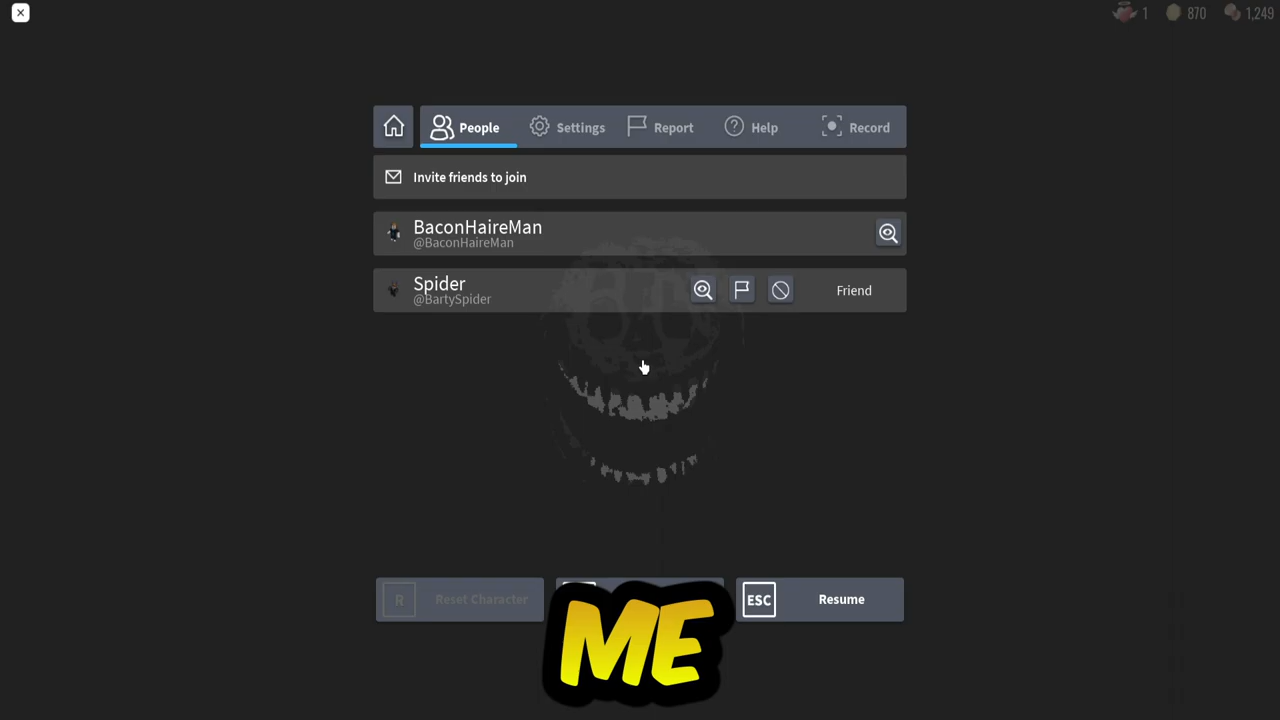 1 870 1,249
People Settings Report Help Record
Invite friends to join
BaconHaireMan
@BaconHaireMan
Spider
@BartySpider
Friend
R Reset Character
ESC Resume
ME